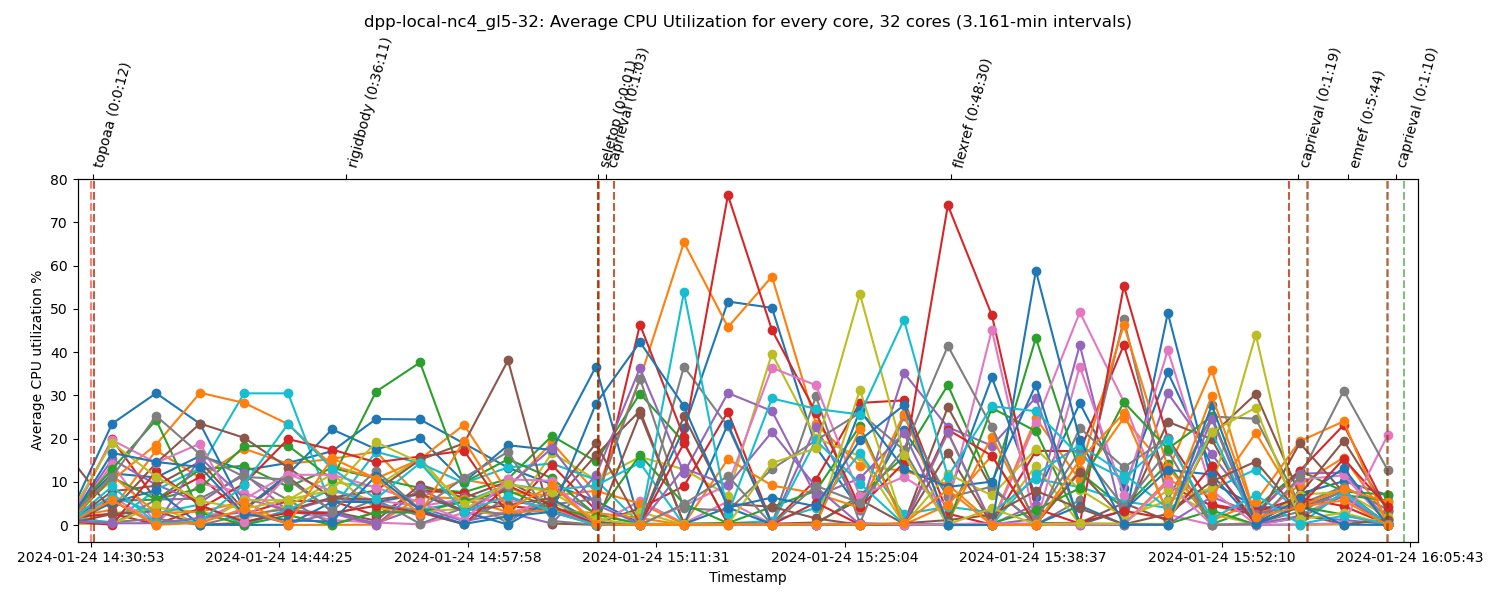 dpp-local-nc4_gl5-32: Average CPU Utilization for every core, 32 cores (3.161-min intervals)
topoaa (0:0:12)
rigidbody (0:36:11)
seletop (0:0:01)
caprieval (0:1:03)
flexref (0:48:30)
caprieval (0:1:19)
emref (0:5:44)
caprieval (0:1:10)
Average CPU utilization %
80
70
60
50
40
30
20
10
0
2024-01-24 14:30:53 2024-01-24 14:44:25 2024-01-24 14:57:58 2024-01-24 15:11:31 2024-01-24 15:25:04 2024-01-24 15:38:37 2024-01-24 15:52:10 2024-01-24 16:05:43
Timestamp